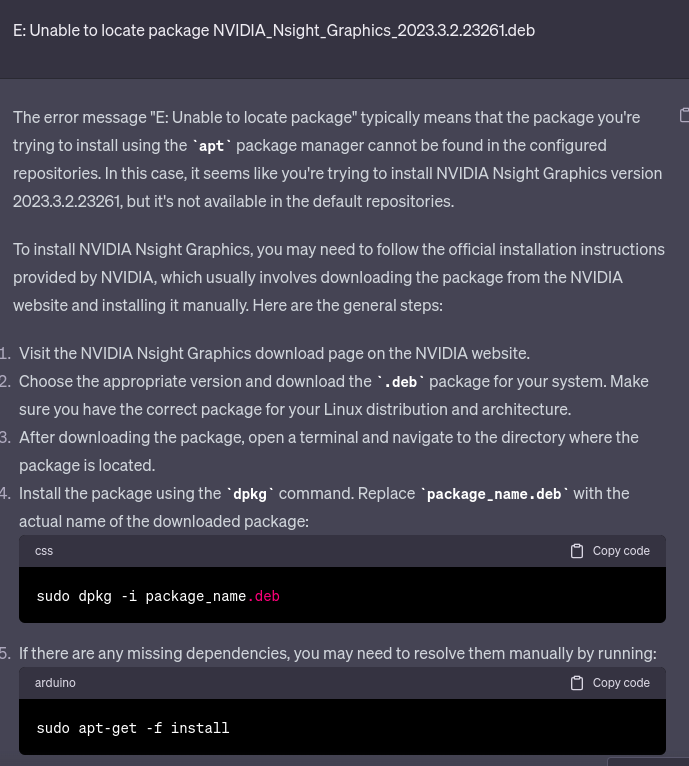 E: Unable to locate package NVIDIA_Nsight_Graphics_2023.3.2.23261.deb
The error message "E: Unable to locate package" typically means that the package you're
trying to install using the `apt` package manager cannot be found in the configured
repositories. In this case, it seems like you're trying to install NVIDIA Nsight Graphics version
2023.3.2.23261, but it's not available in the default repositories.
To install NVIDIA Nsight Graphics, you may need to follow the official installation instructions
provided by NVIDIA, which usually involves downloading the package from the NVIDIA
website and installing it manually. Here are the general steps:
1. Visit the NVIDIA Nsight Graphics download page on the NVIDIA website.
2. Choose the appropriate version and download the `.deb` package for your system. Make
sure you have the correct package for your Linux distribution and architecture.
3. After downloading the package, open a terminal and navigate to the directory where the
package is located.
4. Install the package using the `dpkg` command. Replace `package_name.deb` with the
actual name of the downloaded package:
css Copy code
sudo dpkg -i package_name.deb
5. If there are any missing dependencies, you may need to resolve them manually by running:
arduino Copy code
sudo apt-get -f install